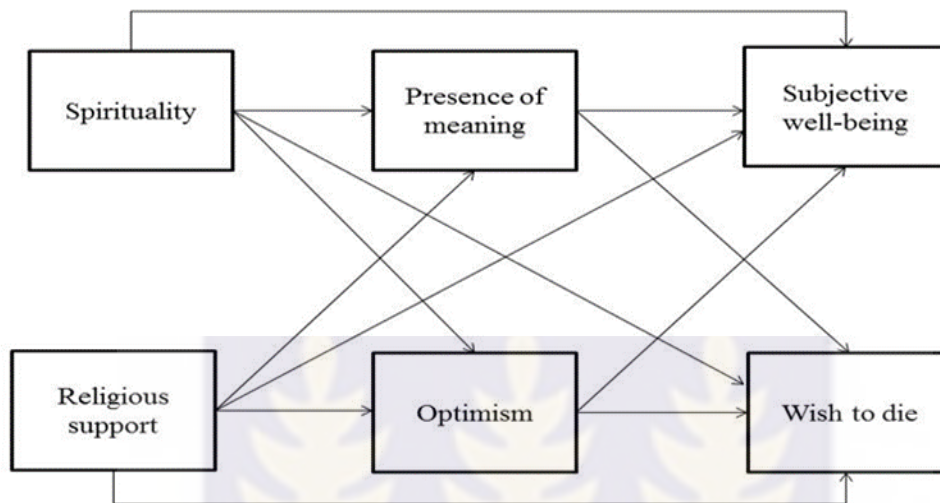 Spirituality
Presence of
meaning
Subjective
well-being
Religious
support
Optimism
Wish to die